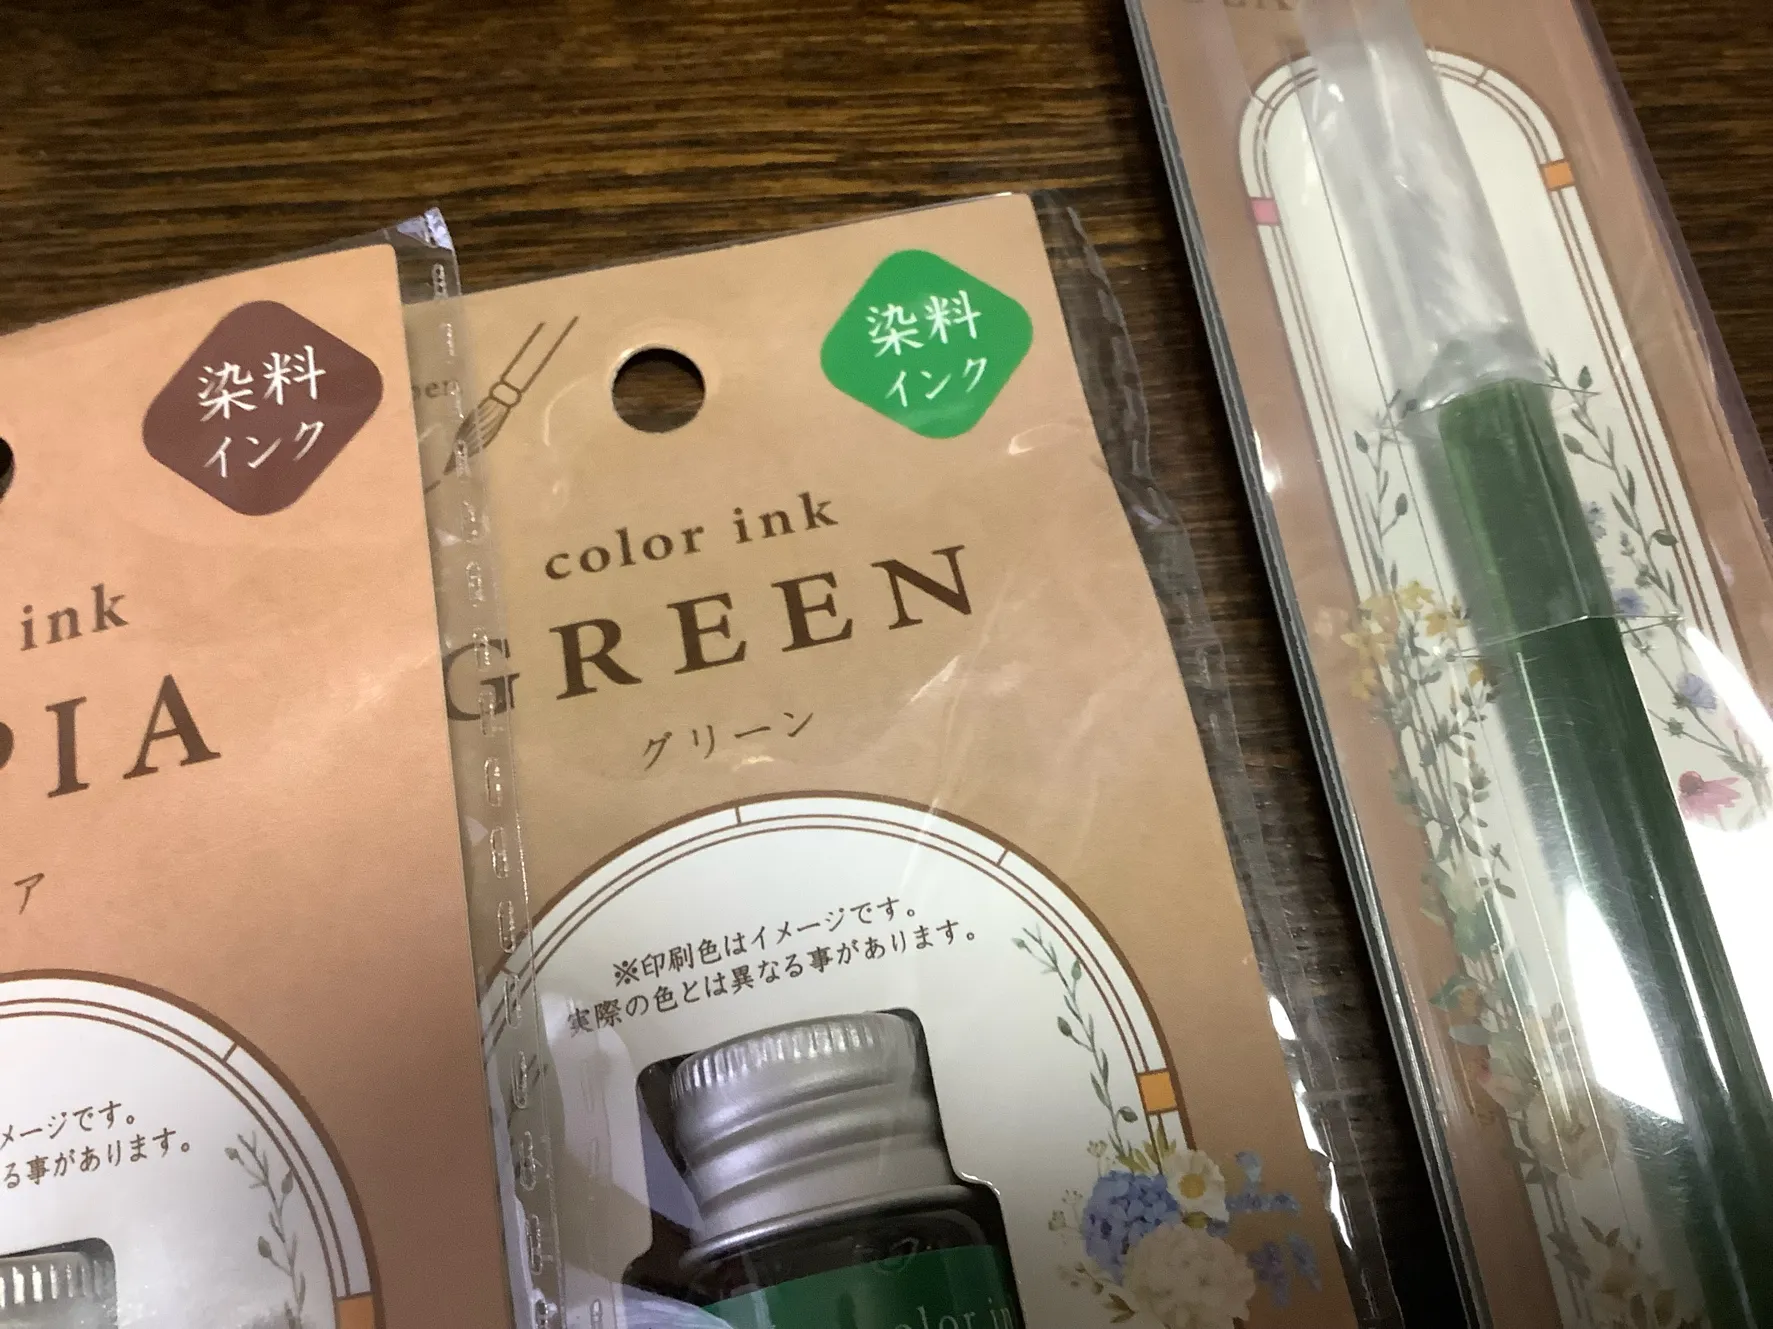 染料
インク
ink
PIA
ア
メージです。
る事があります。
pen
染料
インク
color ink
GREEN
グリーン
※印刷色はイメージです。
実際の色とは異なる事があります。
color in